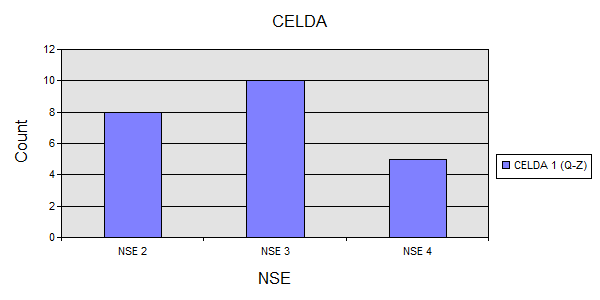 CELDA
12
10
8
6
4
2
0
Count
NSE 2
NSE 3
NSE 4
NSE
CELDA 1 (Q-Z)